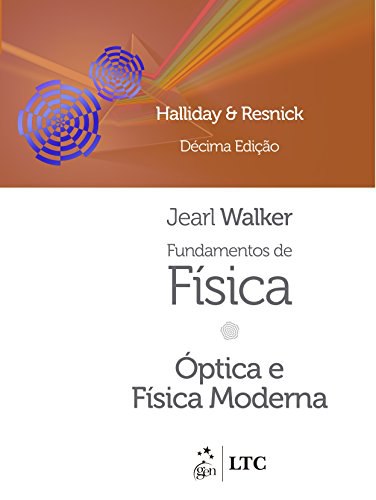 Halliday & Resnick
Décima Edição
Jearl Walker
Fundamentos de
Física
Óptica e
Física Moderna
gen LTC